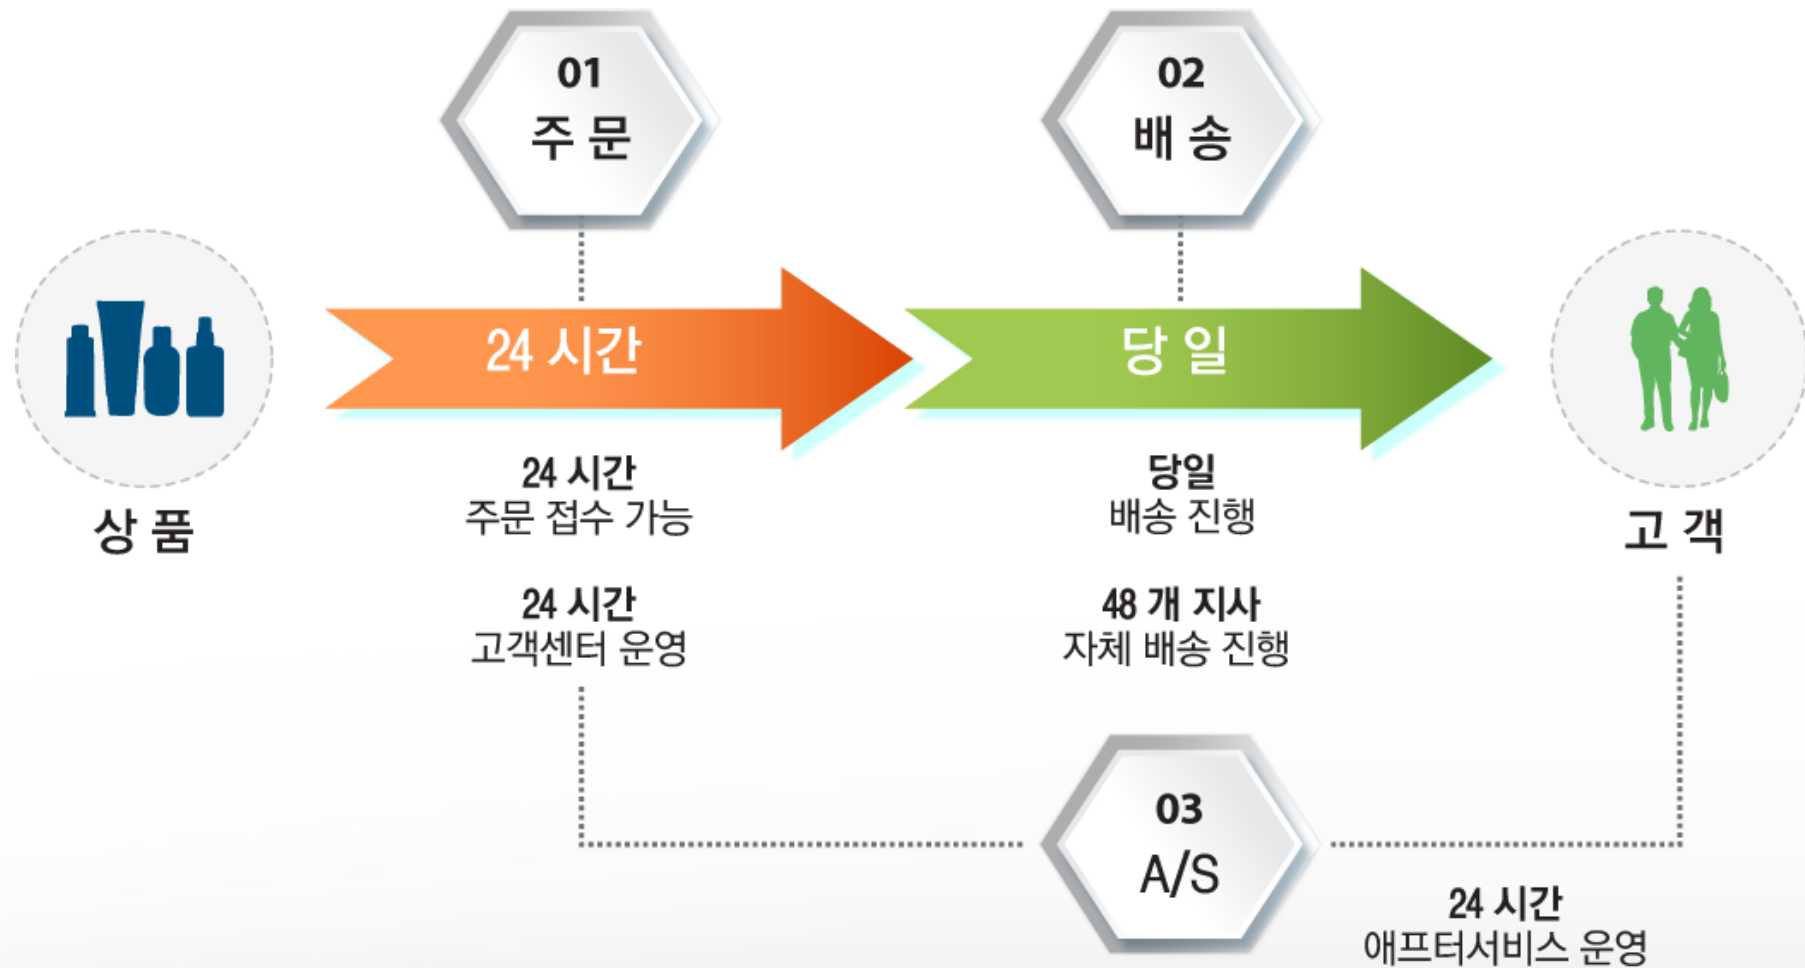 01
주 문
02
배 송
24 시간
당 일
상 품
24 시간
주문 접수 가능
24 시간
고객센터 운영
당일
배송 진행
48 개 지사
자체 배송 진행
고 객
03
A/S
24 시간
애프터서비스 운영